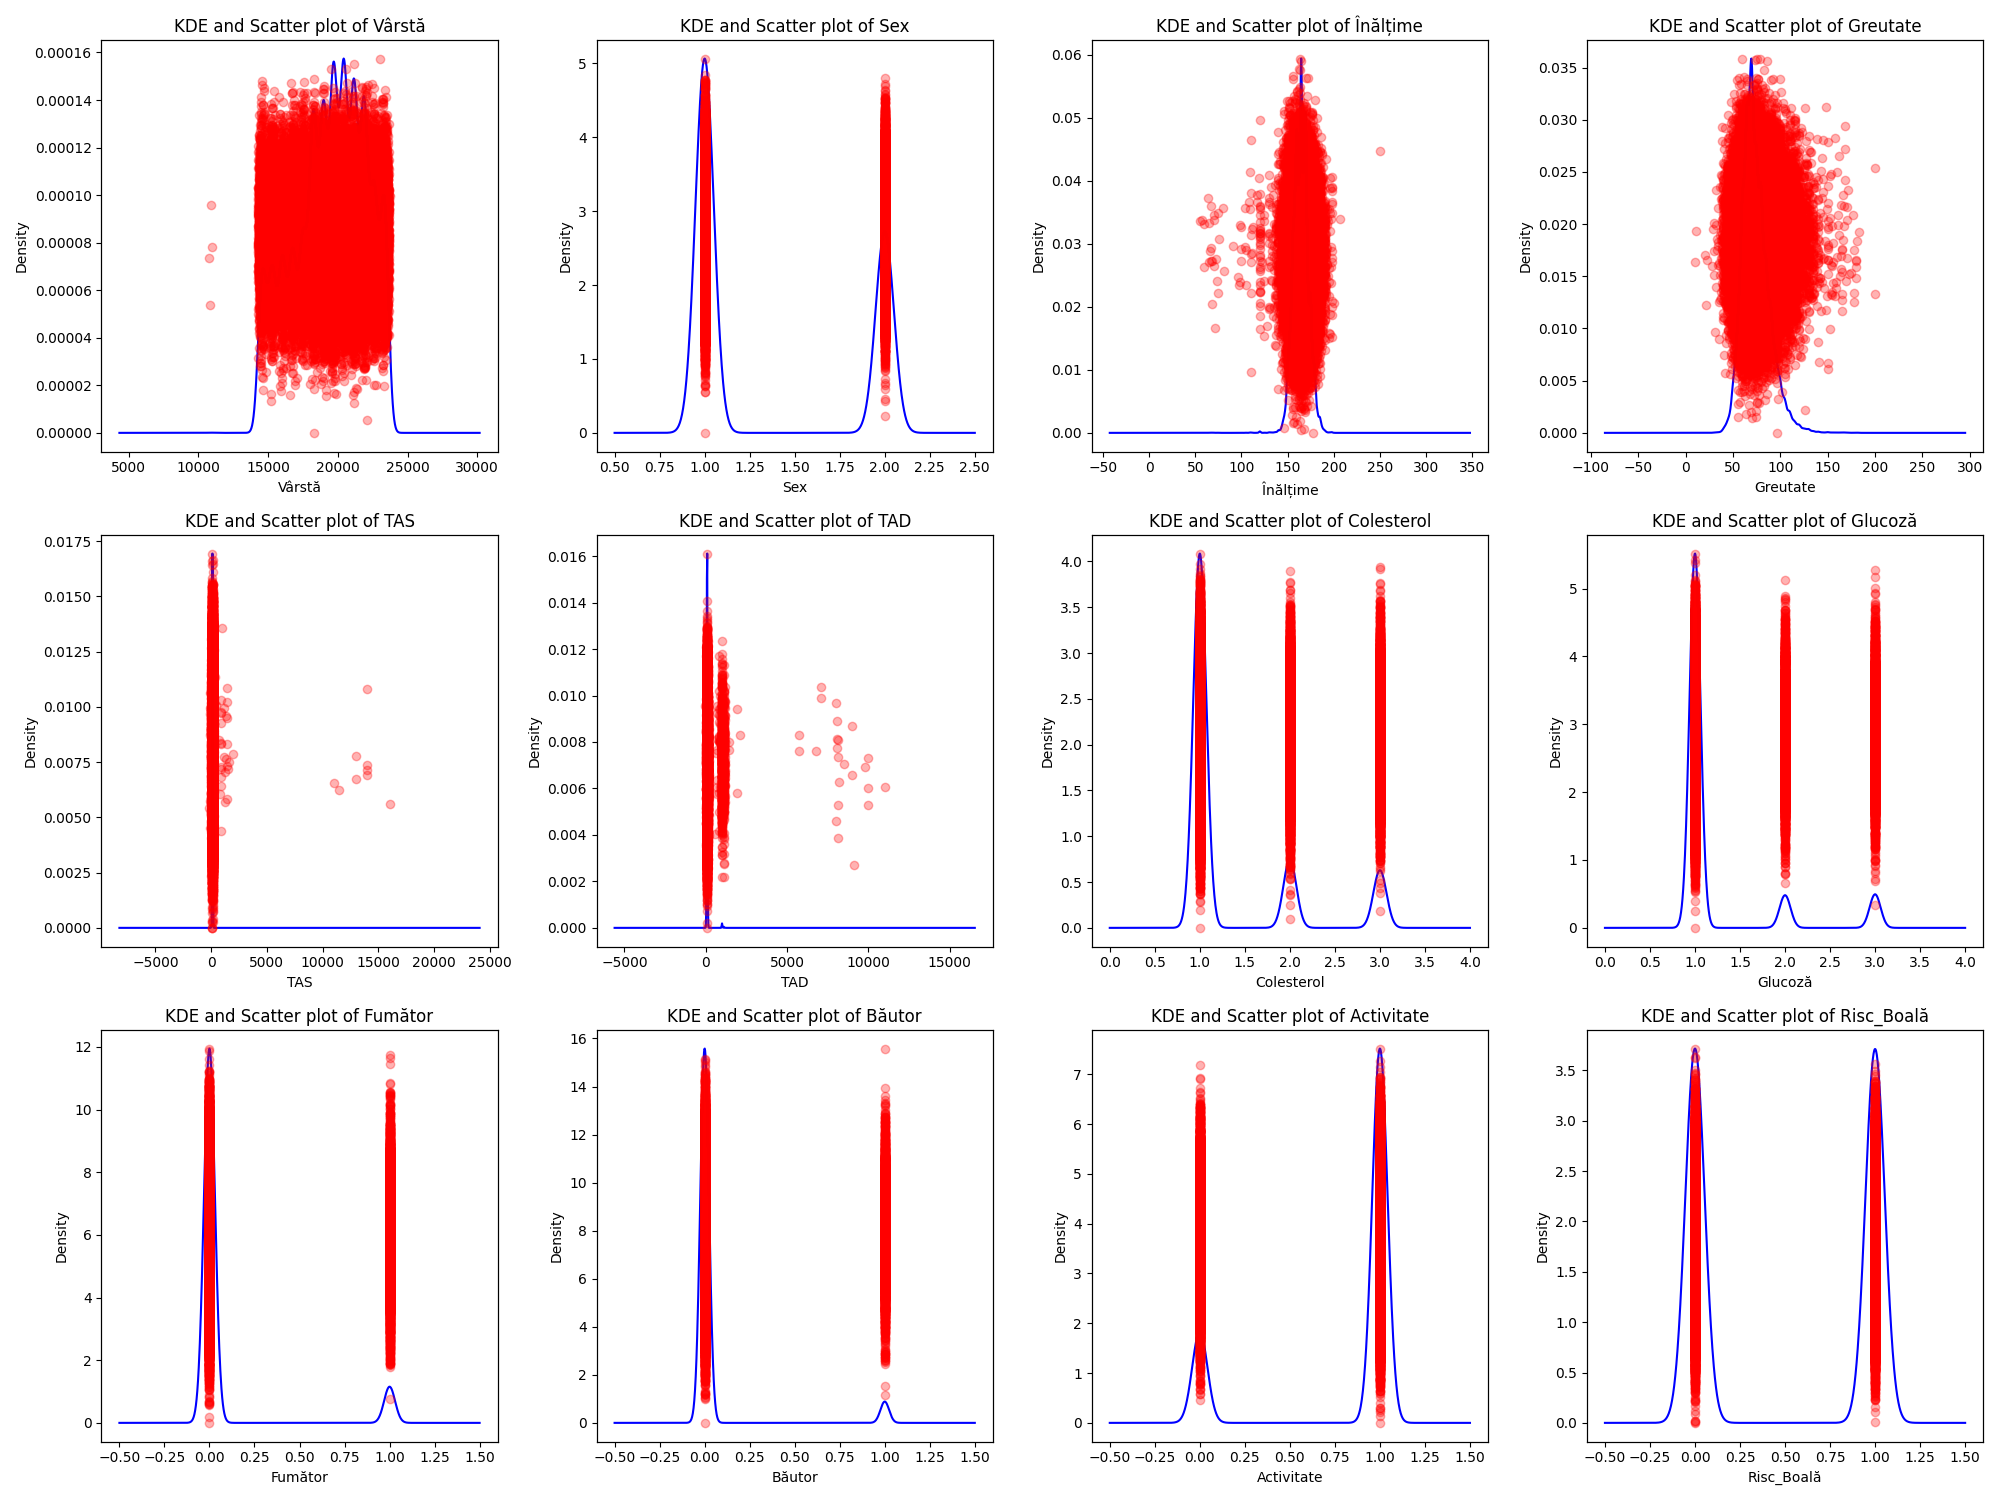 KDE and Scatter plot of Vârstă
KDE and Scatter plot of Sex
KDE and Scatter plot of Înălțime
KDE and Scatter plot of Greutate
0.00016
0.00014
0.00012
0.00010
0.00008
0.00006
0.00004
0.00002
0.00000
Density
5000 10000 15000 20000 25000 30000
Vârstă
5
4
3
2
1
0
Density
0.50 0.75 1.00 1.25 1.50 1.75 2.00 2.25 2.50
Sex
0.06
0.05
0.04
0.03
0.02
0.01
0.00
Density
−50 0 50 100 150 200 250 300 350
Înălțime
0.035
0.030
0.025
0.020
0.015
0.010
0.005
0.000
Density
−100 −50 0 50 100 150 200 250 300
Greutate
KDE and Scatter plot of TAS
KDE and Scatter plot of TAD
KDE and Scatter plot of Colesterol
KDE and Scatter plot of Glucoză
0.0175
0.0150
0.0125
0.0100
0.0075
0.0050
0.0025
0.0000
Density
−5000 0 5000 10000 15000 20000 25000
TAS
0.016
0.014
0.012
0.010
0.008
0.006
0.004
0.002
0.000
Density
−5000 0 5000 10000 15000
TAD
4.0
3.5
3.0
2.5
2.0
1.5
1.0
0.5
0.0
Density
0.0 0.5 1.0 1.5 2.0 2.5 3.0 3.5 4.0
Colesterol
5
4
3
2
1
0
Density
0.0 0.5 1.0 1.5 2.0 2.5 3.0 3.5 4.0
Glucoză
KDE and Scatter plot of Fumător
KDE and Scatter plot of Băutor
KDE and Scatter plot of Activitate
KDE and Scatter plot of Risc_Boală
12
10
8
6
4
2
0
Density
−0.50 −0.25 0.00 0.25 0.50 0.75 1.00 1.25 1.50
Fumător
16
14
12
10
8
6
4
2
0
Density
−0.50 −0.25 0.00 0.25 0.50 0.75 1.00 1.25 1.50
Băutor
7
6
5
4
3
2
1
0
Density
−0.50 −0.25 0.00 0.25 0.50 0.75 1.00 1.25 1.50
Activitate
3.5
3.0
2.5
2.0
1.5
1.0
0.5
0.0
Density
−0.50 −0.25 0.00 0.25 0.50 0.75 1.00 1.25 1.50
Risc_Boală